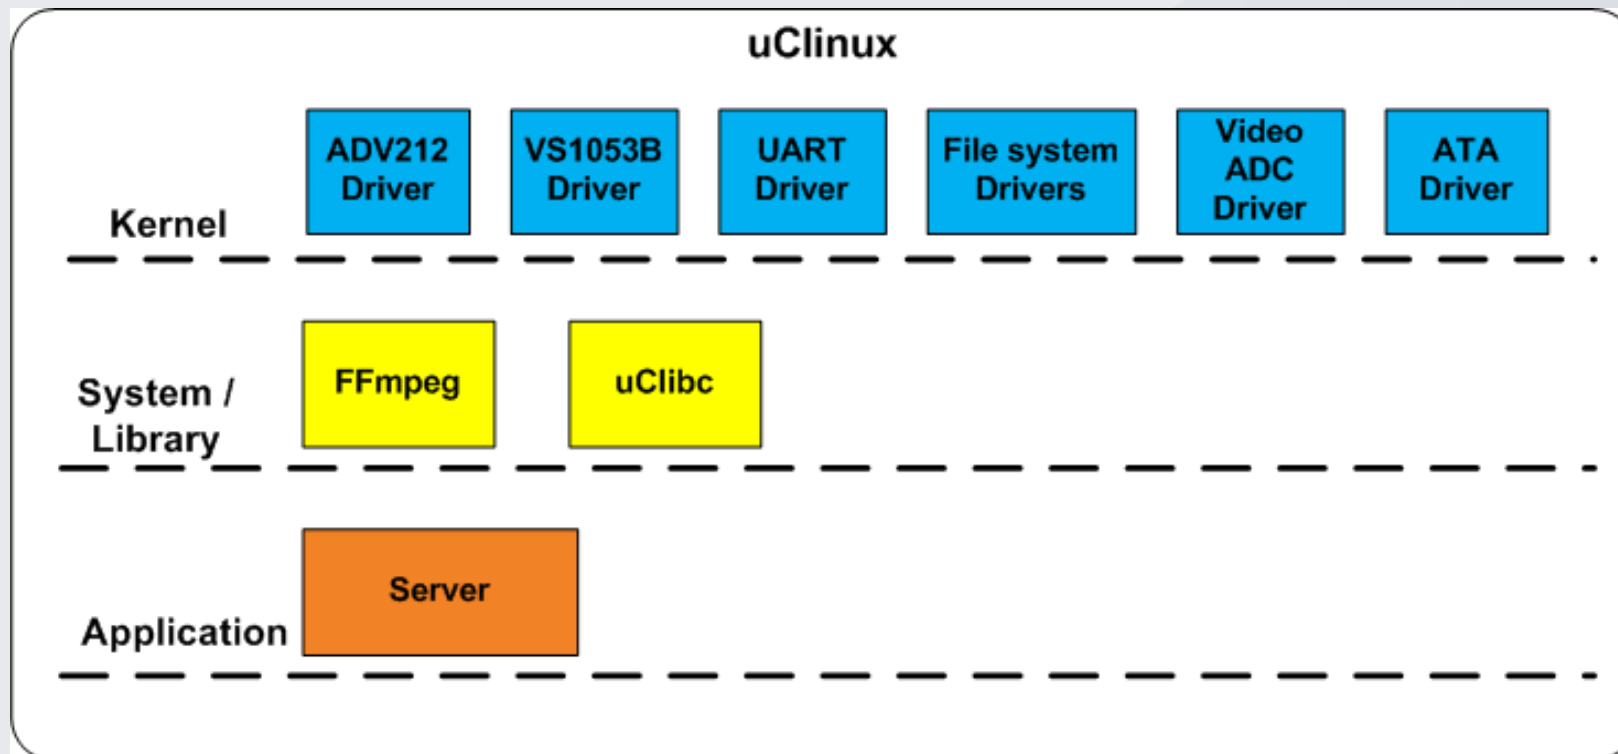 uClinux
ADV212
Driver
VS1053B
Driver
UART
Driver
File system
Drivers
Video
ADC
Driver
ATA
Driver
Kernel
FFmpeg
uClibc
System /
Library
Server
Application